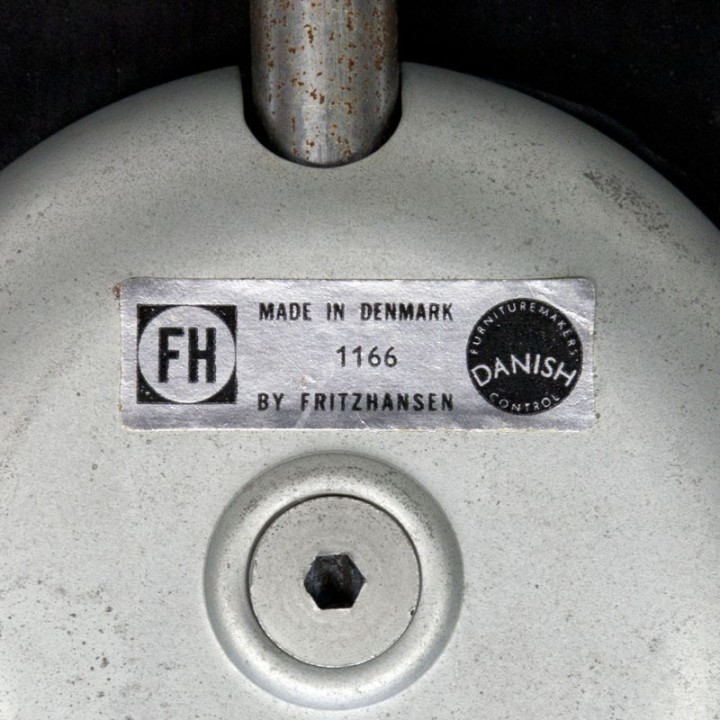 FH
MADE IN DENMARK
1166
BY FRITZHANSEN
FURNITUREMAKERS
DANISH
CONTROL